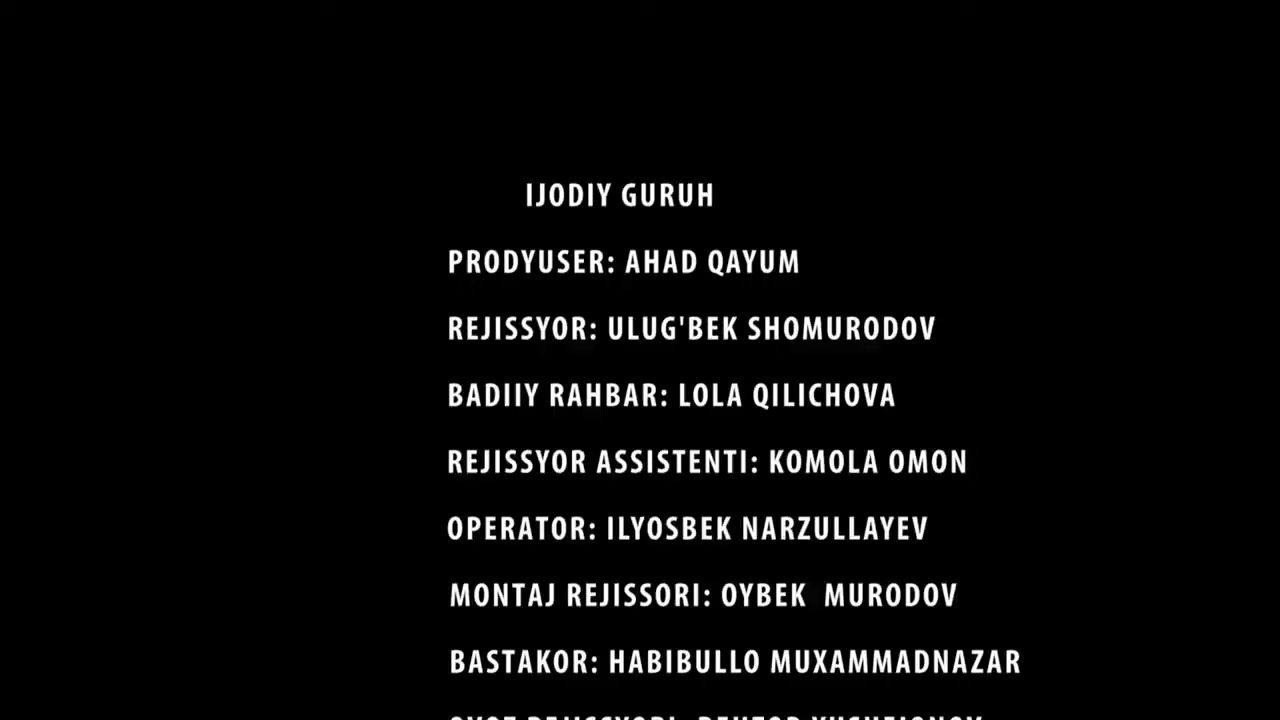 IJODIY GURUH
PRODYUSER: AHAD QAYUM
REJISSYOR: ULUG'BEK SHOMURODOV
BADIIY RAHBAR: LOLA QILICHOVA
REJISSYOR ASSISTENTI: KOMOLA OMON
OPERATOR: ILYOSBEK NARZULLAYEV
MONTAJ REJISSORI: OYBEK MURODOV
BASTAKOR: HABIBULLO MUXAMMADNAZAR